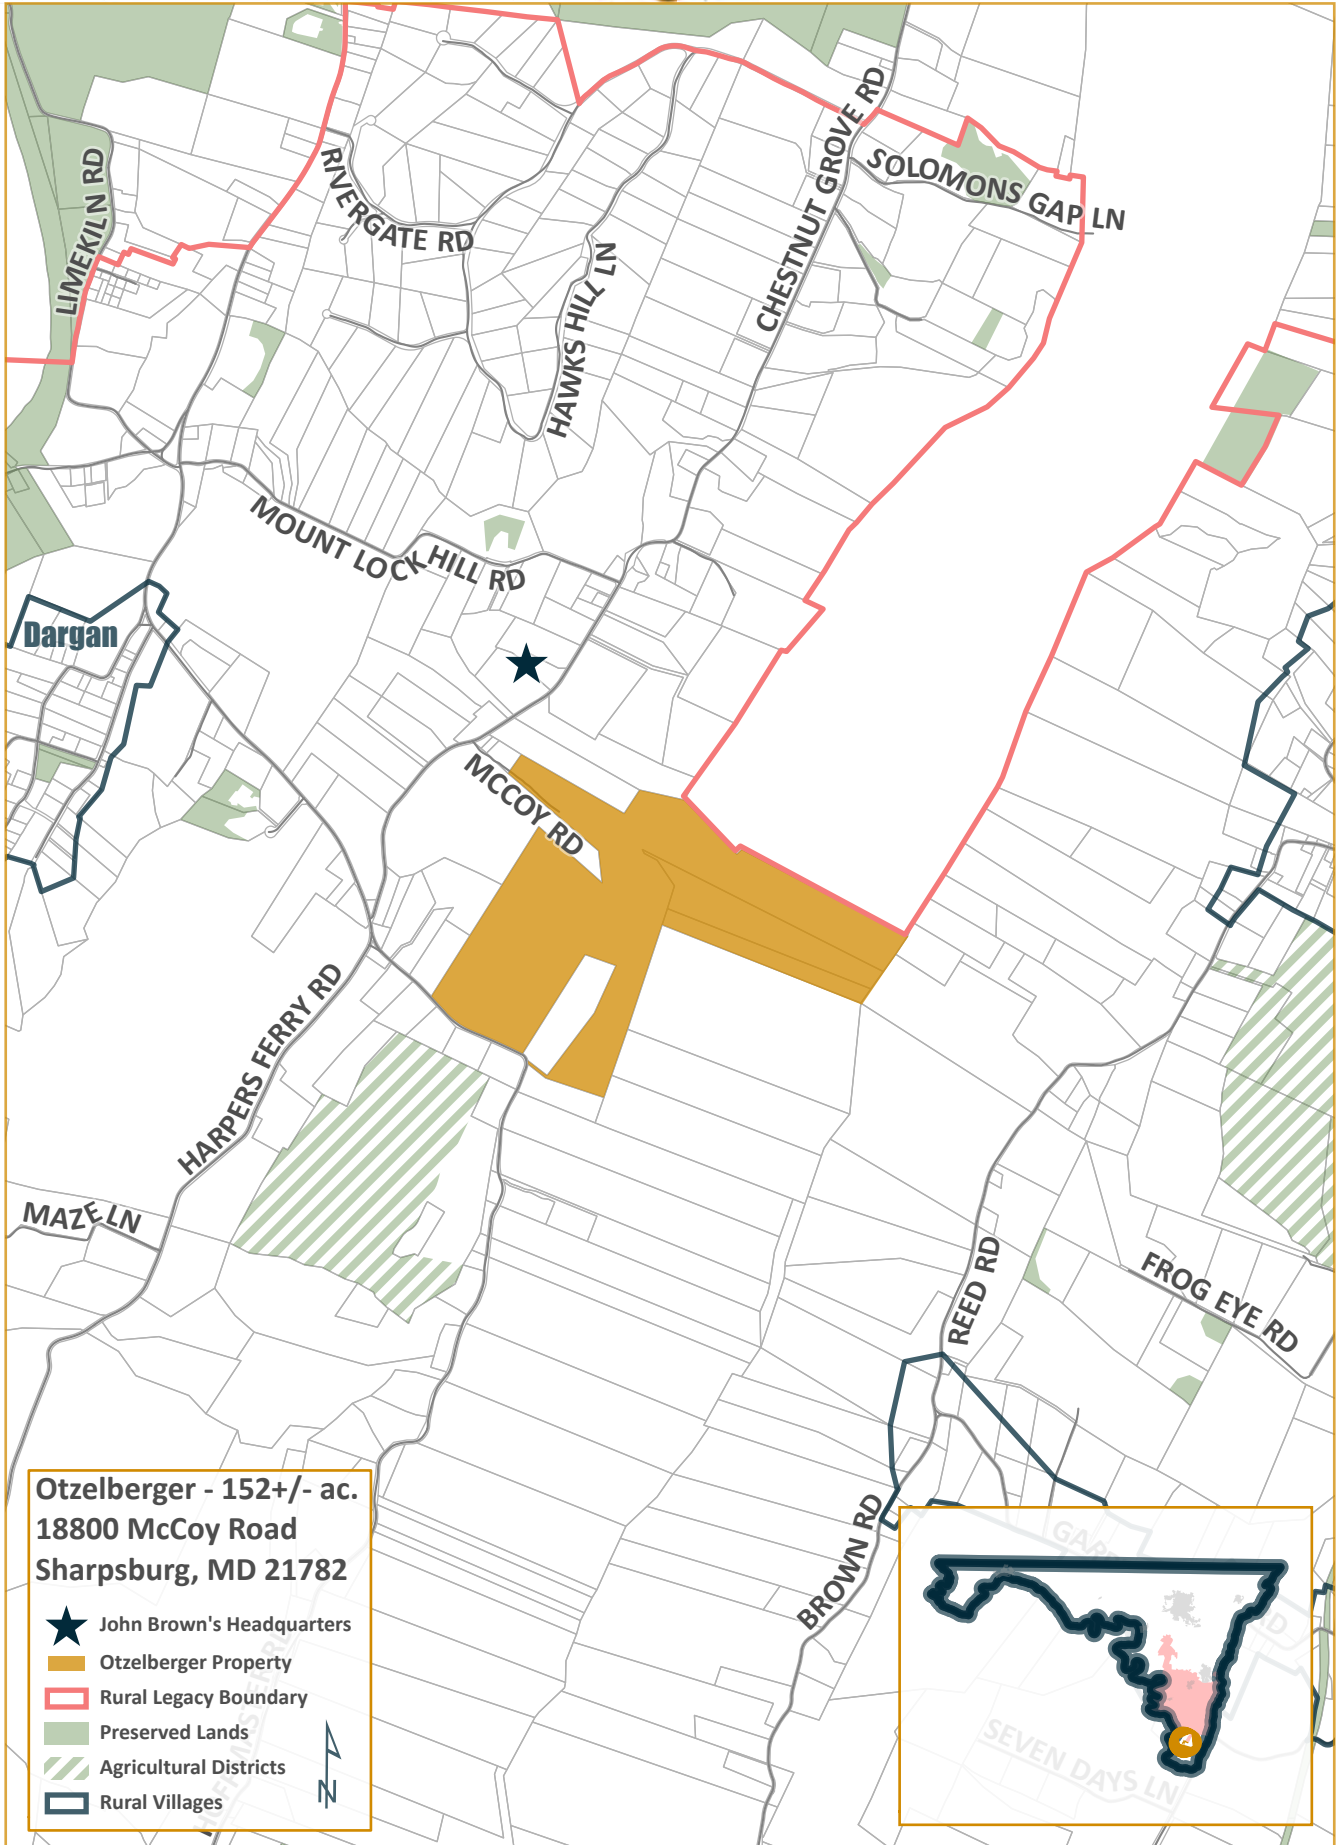 LIMEKILN RD
RIVERGATE RD
HAWKS HILL LN
CHESTNUT GROVE RD
SOLOMONS GAP LN
MOUNT LOCK HILL RD
Dargan
MCCOY RD
HARPERS FERRY RD
MAZE LN
REED RD
FROG EYE RD
BROWN RD
SEVEN DAYS LN
Otzelberger - 152+/- ac.
18800 McCoy Road
Sharpsburg, MD 21782
John Brown's Headquarters
Otzelberger Property
Rural Legacy Boundary
Preserved Lands
Agricultural Districts
Rural Villages
N